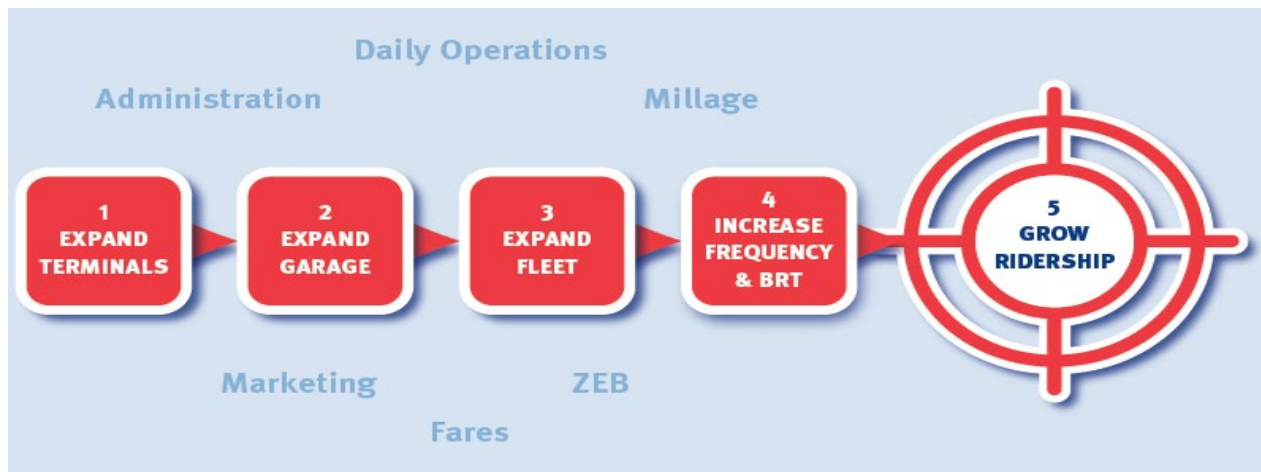 Daily Operations
Administration
Millage
1
EXPAND
TERMINALS
2
EXPAND
GARAGE
3
EXPAND
FLEET
4
INCREASE
FREQUENCY
& BRT
5
GROW
RIDERSHIP
Marketing
ZEB
Fares